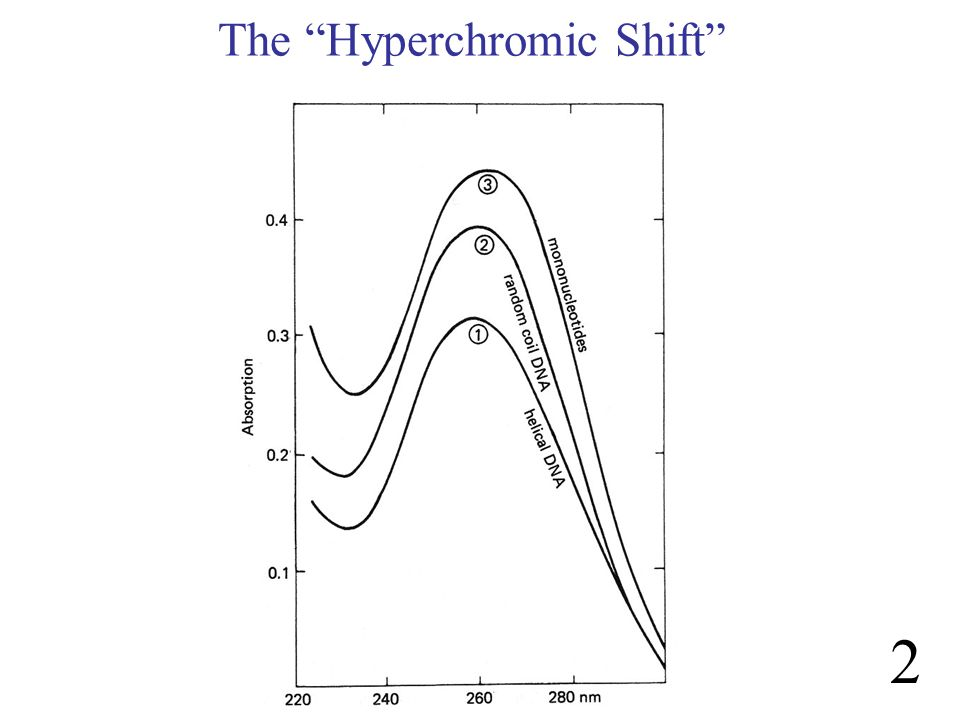 The “Hyperchromic Shift”
Absorption
0.4
0.3
0.2
0.1
220
240
260
280 nm
3
mononucleotides
2
random coil DNA
1
helical DNA
2